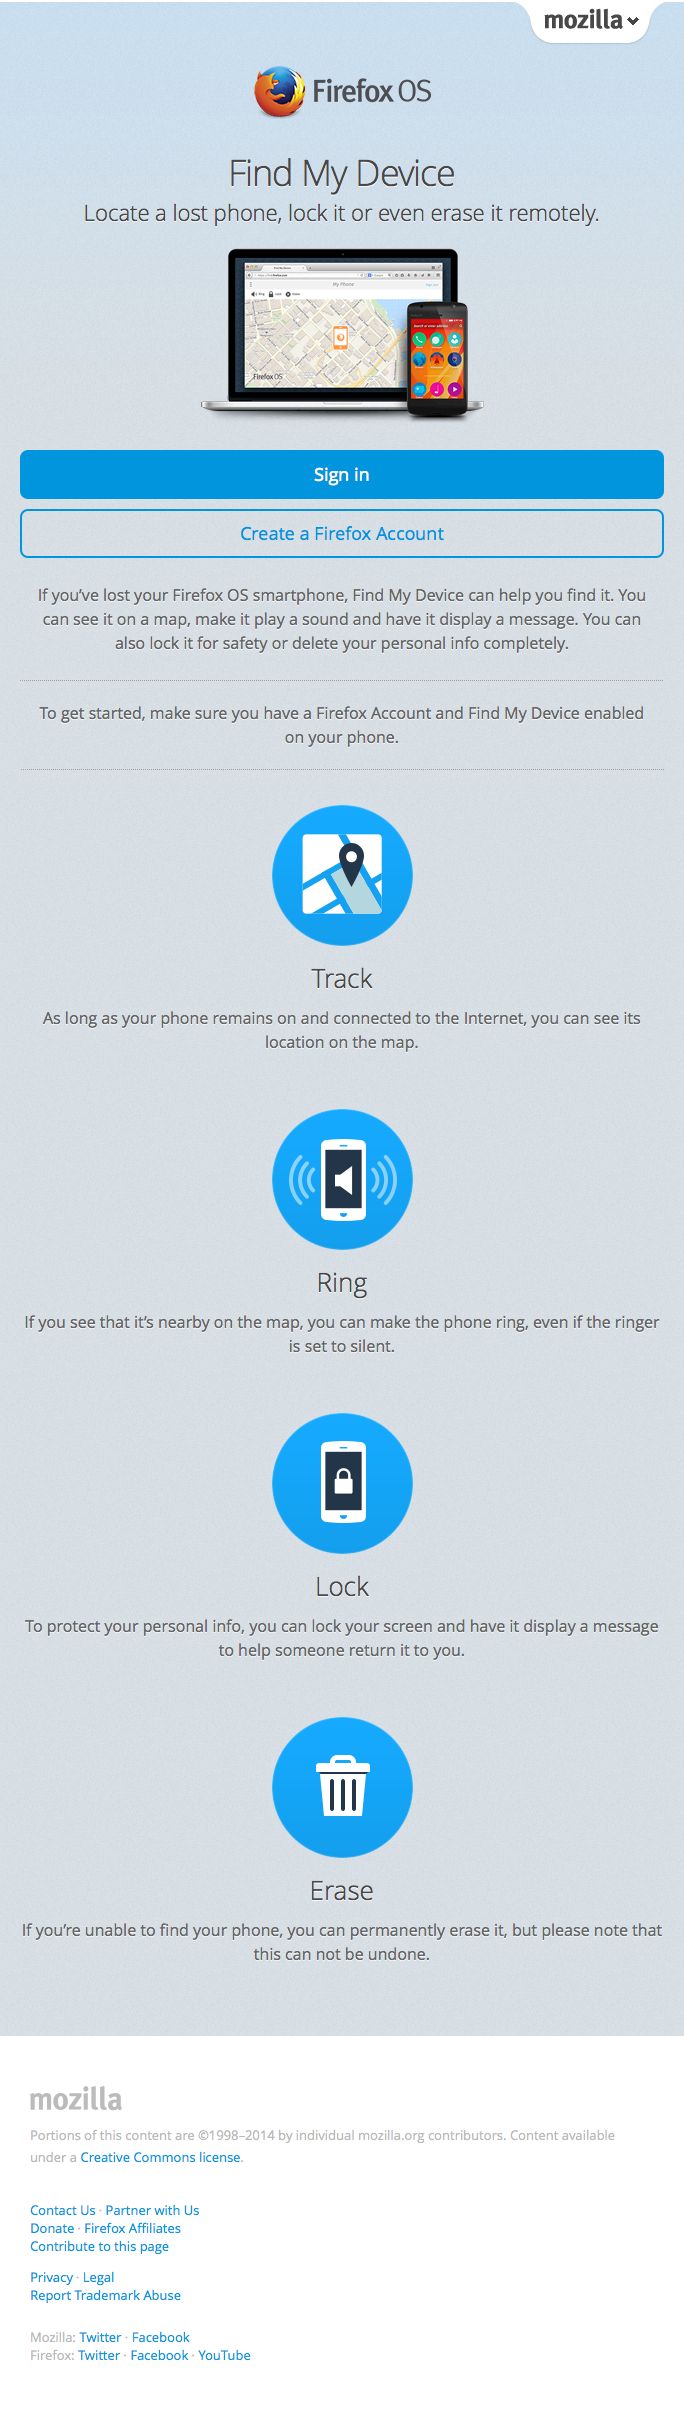 mozilla
Firefox OS
Find My Device
Locate a lost phone, lock it or even erase it remotely.
My Phone
Firefox OS
Sign in
Create a Firefox Account
If you’ve lost your Firefox OS smartphone, Find My Device can help you find it. You
can see it on a map, make it play a sound and have it display a message. You can
also lock it for safety or delete your personal info completely.
To get started, make sure you have a Firefox Account and Find My Device enabled
on your phone.
Track
As long as your phone remains on and connected to the Internet, you can see its
location on the map.
Ring
If you see that it’s nearby on the map, you can make the phone ring, even if the ringer
is set to silent.
Lock
To protect your personal info, you can lock your screen and have it display a message
to help someone return it to you.
Erase
If you’re unable to find your phone, you can permanently erase it, but please note that
this can not be undone.
mozilla
Portions of this content are ©1998–2014 by individual mozilla.org contributors. Content available
under a Creative Commons license.
Contact Us · Partner with Us
Donate · Firefox Affiliates
Contribute to this page
Privacy · Legal
Report Trademark Abuse
Mozilla: Twitter · Facebook
Firefox: Twitter · Facebook · YouTube